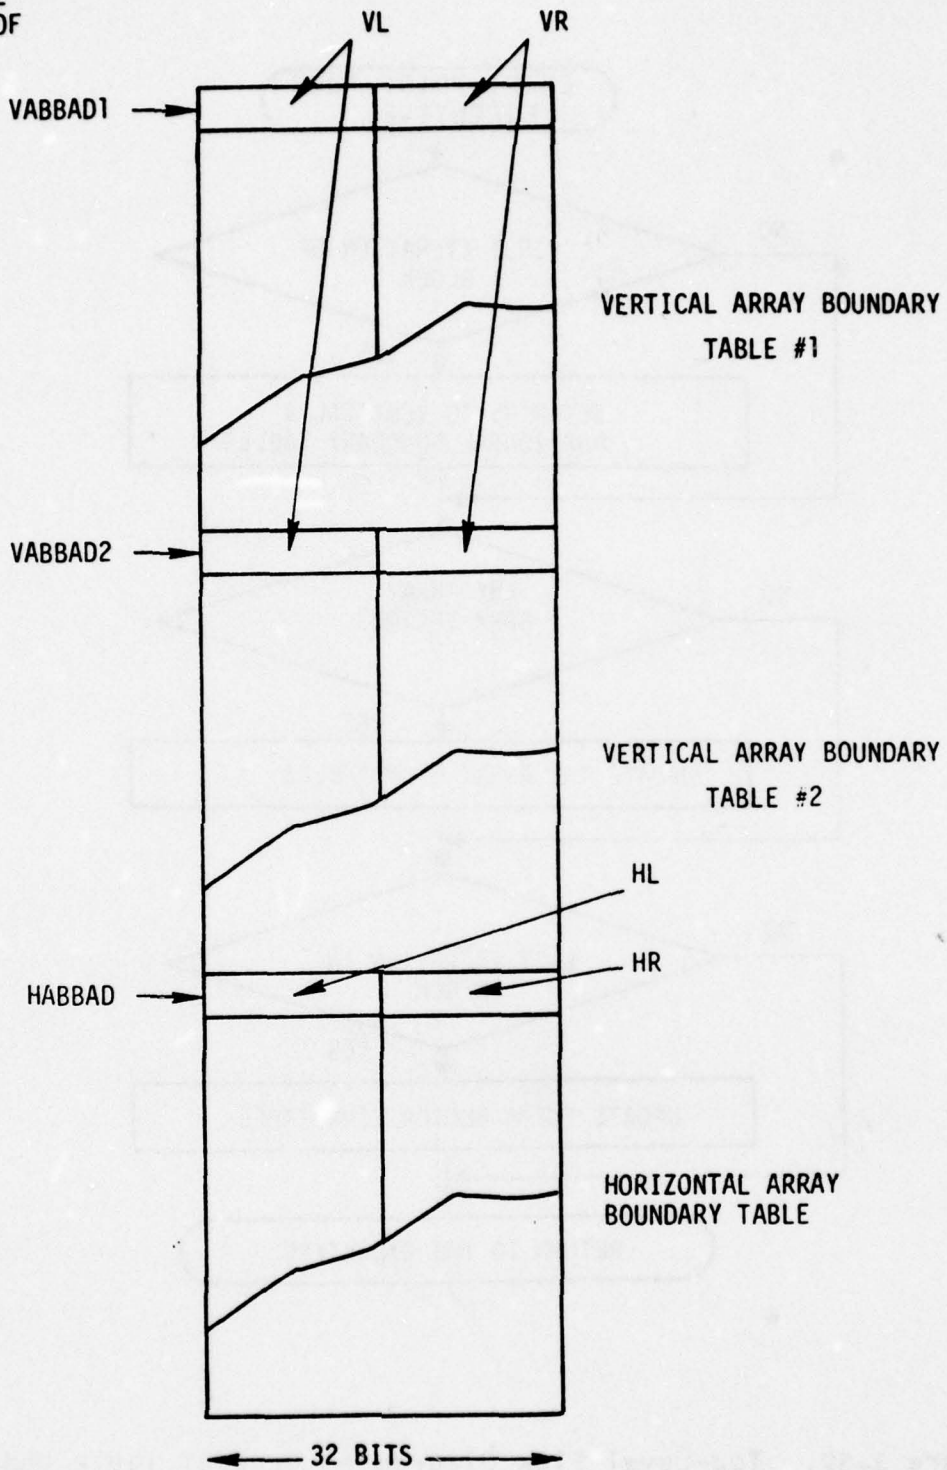 OF
VL
VR
VABBAD1
VERTICAL ARRAY BOUNDARY
TABLE #1
VABBAD2
VERTICAL ARRAY BOUNDARY
TABLE #2
HL
HR
HABBAD
HORIZONTAL ARRAY
BOUNDARY TABLE
32 BITS